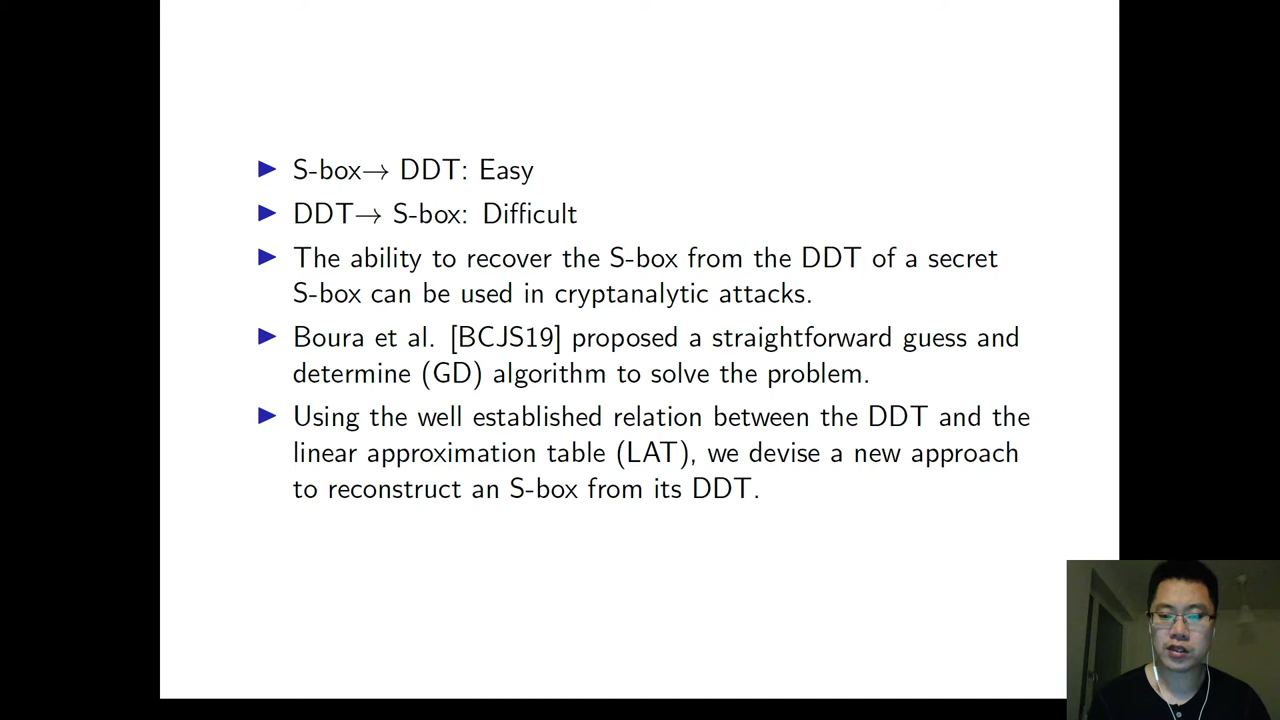 S-box→ DDT: Easy
DDT→ S-box: Difficult
The ability to recover the S-box from the DDT of a secret
S-box can be used in cryptanalytic attacks.
Boura et al. [BCJS19] proposed a straightforward guess and
determine (GD) algorithm to solve the problem.
Using the well established relation between the DDT and the
linear approximation table (LAT), we devise a new approach
to reconstruct an S-box from its DDT.